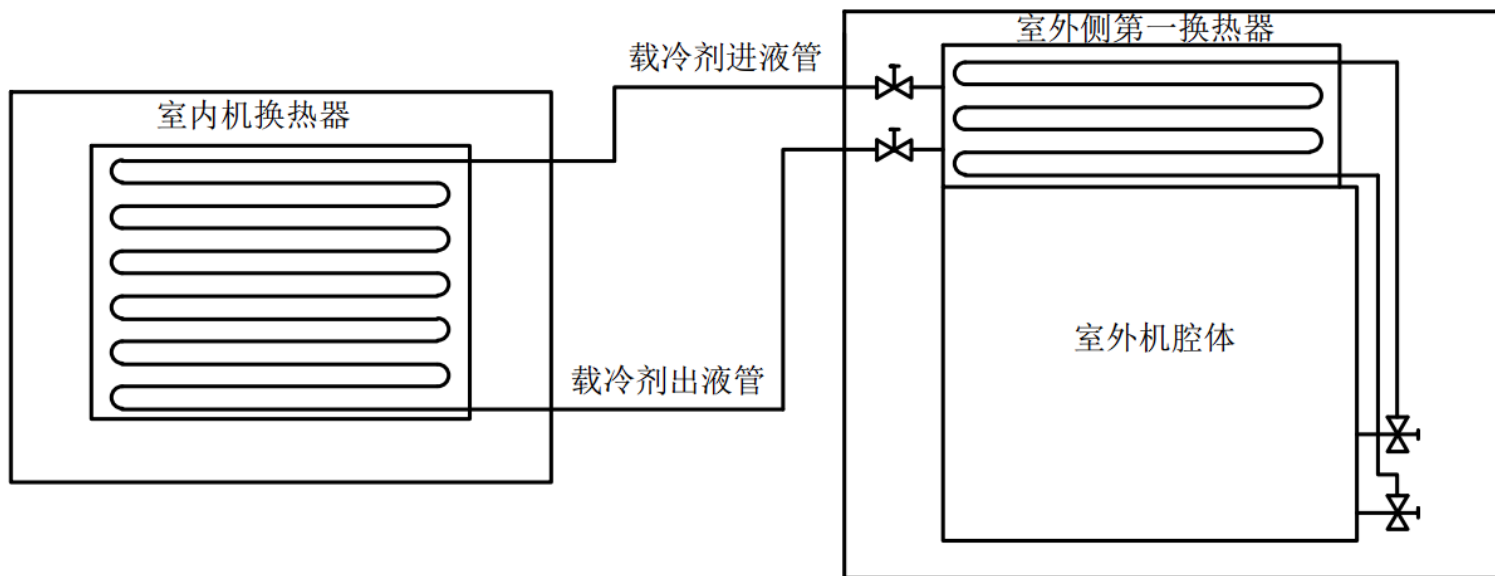 室外侧第一换热器
载冷剂进液管
室内机换热器
室外机腔体
载冷剂出液管